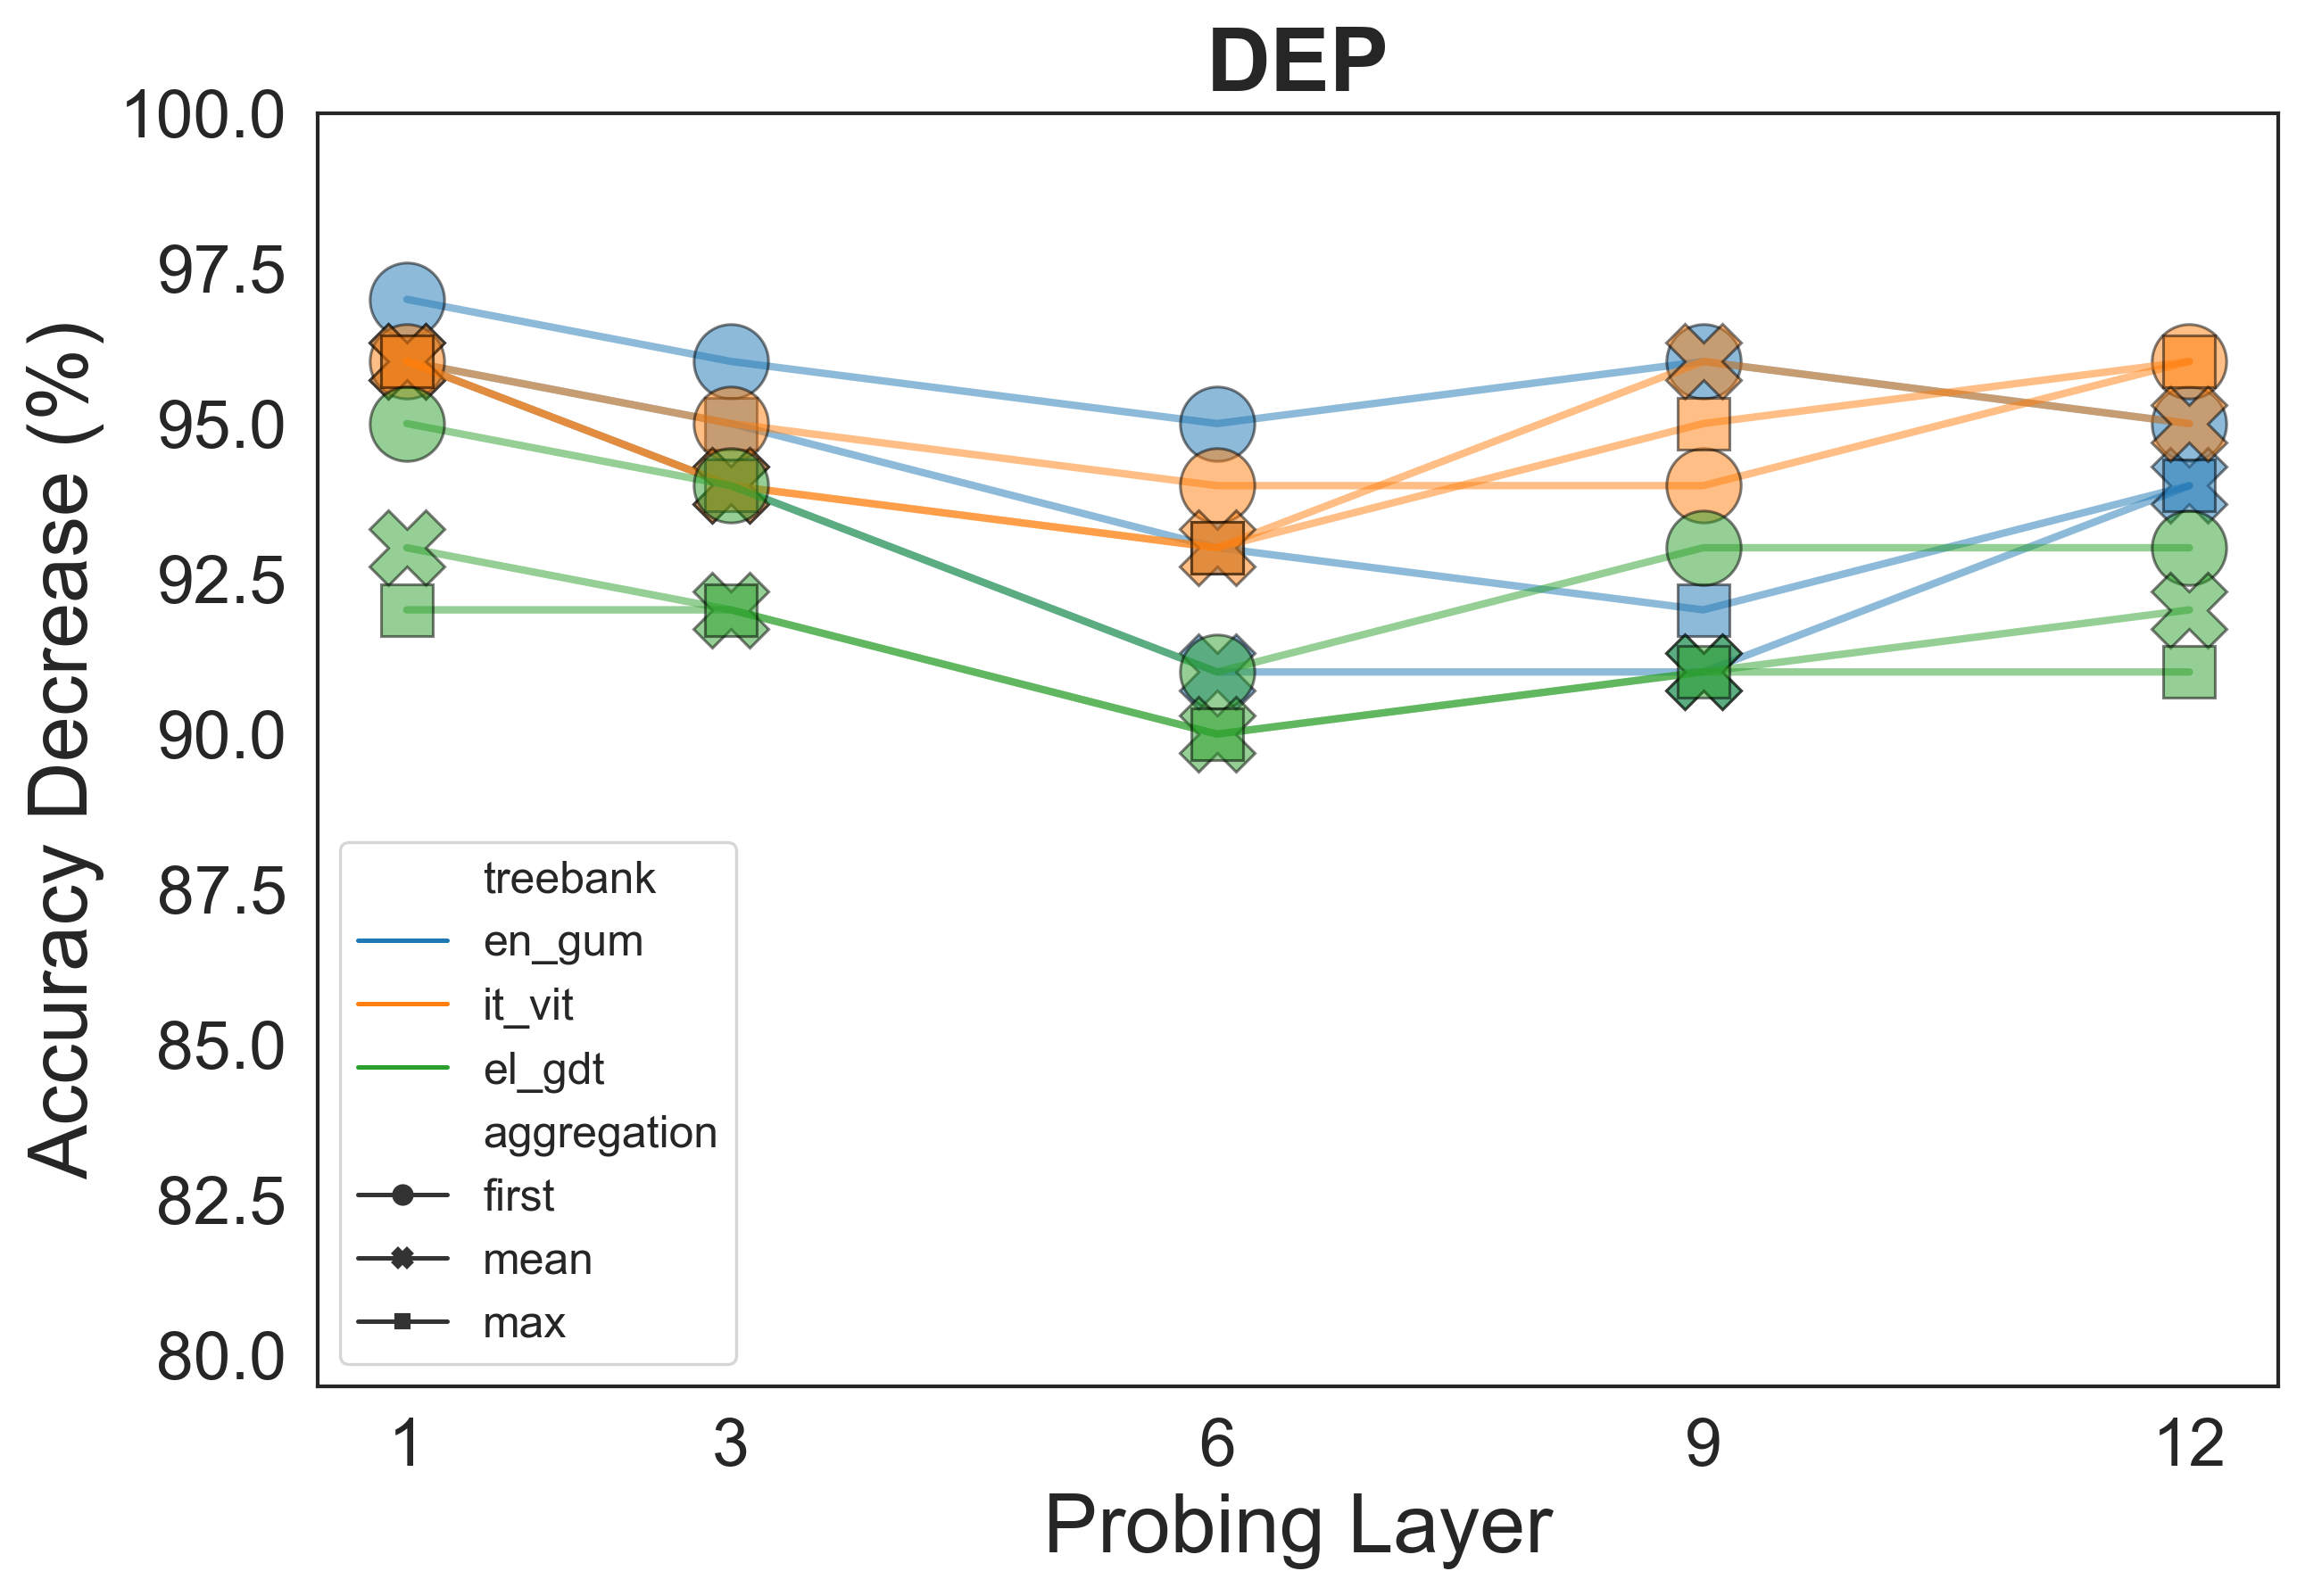 DEP
Accuracy Decrease (%)
100.0
97.5
95.0
92.5
90.0
87.5
85.0
82.5
80.0
treebank
en_gum
it_vit
el_gdt
aggregation
first
mean
max
1 3 6 9 12
Probing Layer